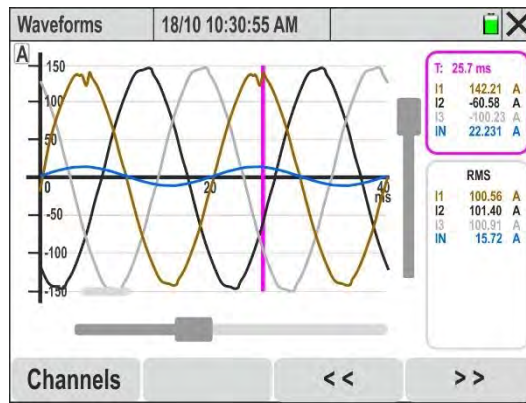 Waveforms 18/10 10:30:55 AM
A
150
100
50
0 20 40
ms
-50
-100
-150
T: 25.7 ms
I1 142.21 A
I2 -60.58 A
I3 -100.23 A
IN 22.231 A
RMS
I1 100.56 A
I2 101.40 A
I3 100.91 A
IN 15.72 A
Channels << >>